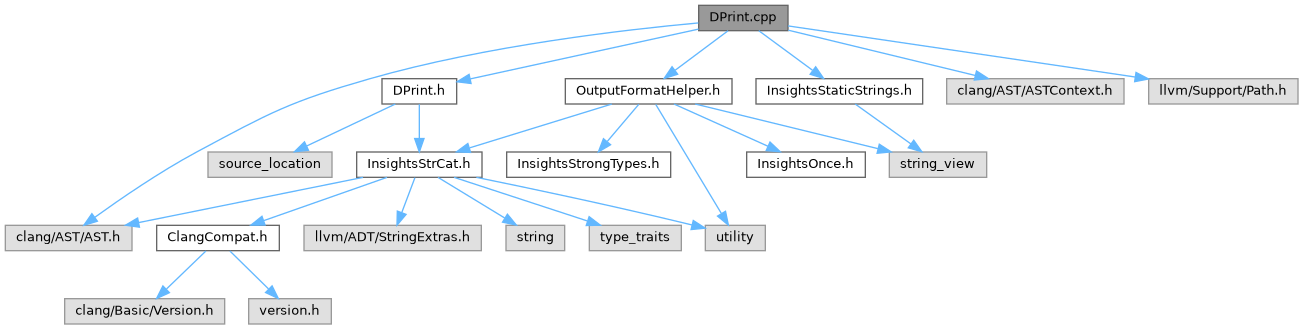 DPrint.cpp
DPrint.h
OutputFormatHelper.h
InsightsStaticStrings.h
clang/AST/ASTContext.h
llvm/Support/Path.h
source_location
InsightsStrCat.h
InsightsStrongTypes.h
InsightsOnce.h
string_view
clang/AST/AST.h
ClangCompat.h
llvm/ADT/StringExtras.h
string
type_traits
utility
clang/Basic/Version.h
version.h